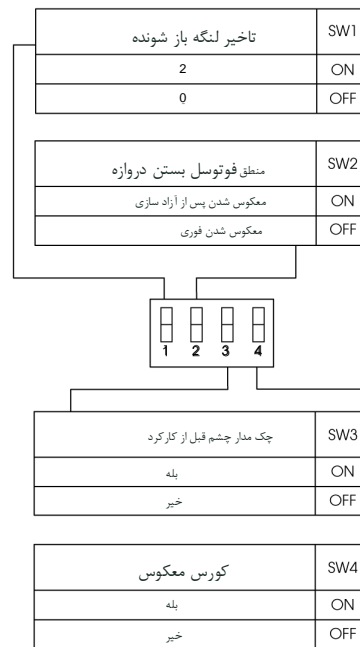 تاخیر لنگه باز شونده SW1
2 ON
0 OFF
منطق فوتوسل بستن دروازه SW2
معکوس شدن پس از آزاد سازی ON
معکوس شدن فوری OFF
1 2 3 4
چک مدار چشم قبل از کارکرد SW3
بله ON
خیر OFF
کورس معکوس SW4
بله ON
خیر OFF